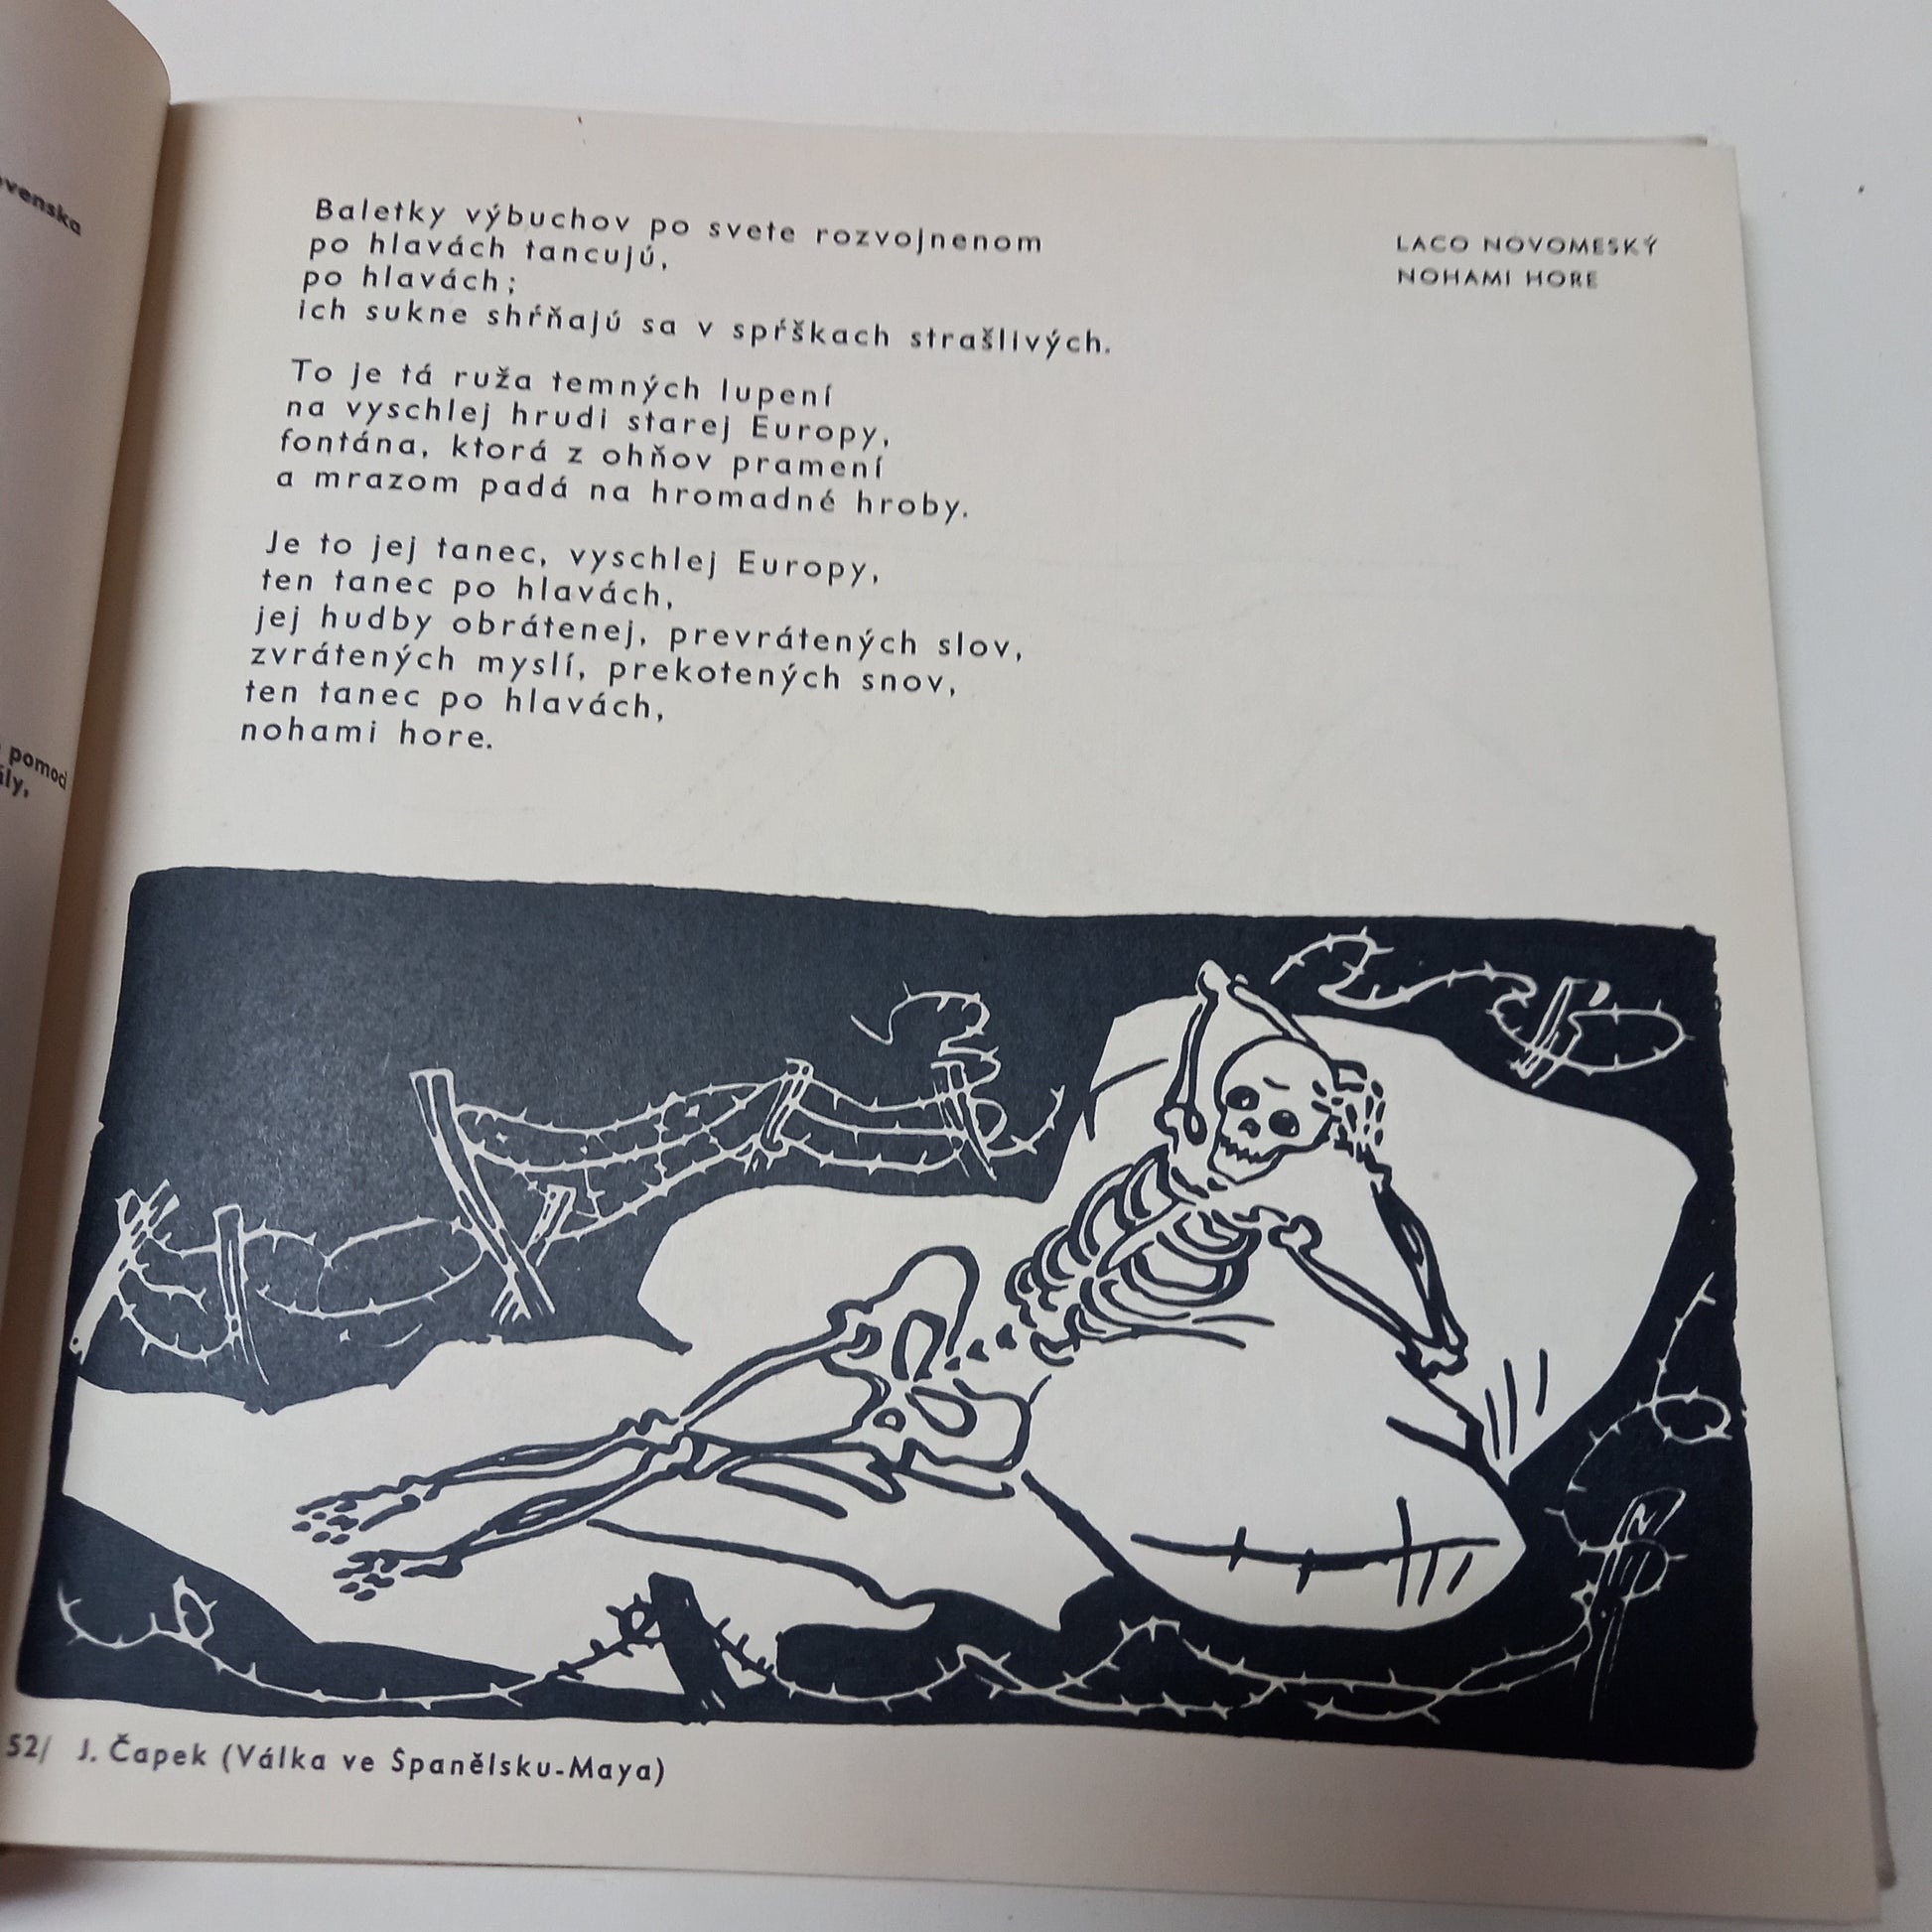 ovenska
pomoci
ily,
Baletky výbuchov po svete rozvojnenom
po hlavách tancujú,
po hlavách;
ich sukne shŕňajú sa v spŕškach strašlivých.
To je tá ruža temných lupení
na vyschlej hrudi starej Europy,
fontána, ktorá z ohňov pramení
a mrazom padá na hromadné hroby.
Je to jej tanec, vyschlej Europy,
ten tanec po hlavách,
jej hudby obrátenej, prevrátených slov,
zvrátených myslí, prekotených snov,
ten tanec po hlavách,
nohami hore.
LACO NOVOMESKÝ
NOHAMI HORE
52/ J. Čapek (Válka ve Španělsku-Maya)